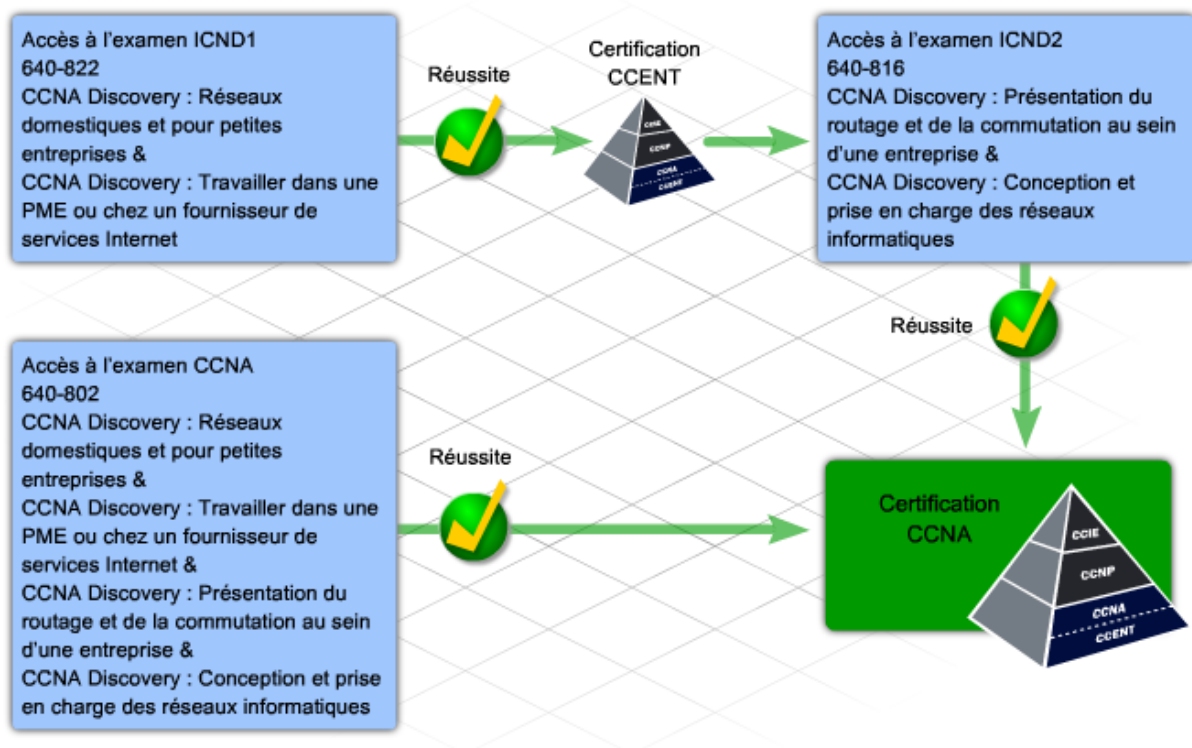 Accès à l'examen ICND1
640-822
CCNA Discovery : Réseaux
domestiques et pour petites
entreprises &
CCNA Discovery : Travailler dans une
PME ou chez un fournisseur de
services Internet
Réussite
Certification
CCENT
CCIE
CCNP
CCNA
CCENT
Accès à l'examen ICND2
640-816
CCNA Discovery : Présentation du
routage et de la commutation au sein
d'une entreprise &
CCNA Discovery : Conception et
prise en charge des réseaux
informatiques
Réussite
Accès à l'examen CCNA
640-802
CCNA Discovery : Réseaux
domestiques et pour petites
entreprises &
CCNA Discovery : Travailler dans une
PME ou chez un fournisseur de
services Internet &
CCNA Discovery : Présentation du
routage et de la commutation au sein
d'une entreprise &
CCNA Discovery : Conception et prise
en charge des réseaux informatiques
Réussite
Certification
CCNA
CCIE
CCNP
CCNA
CCENT